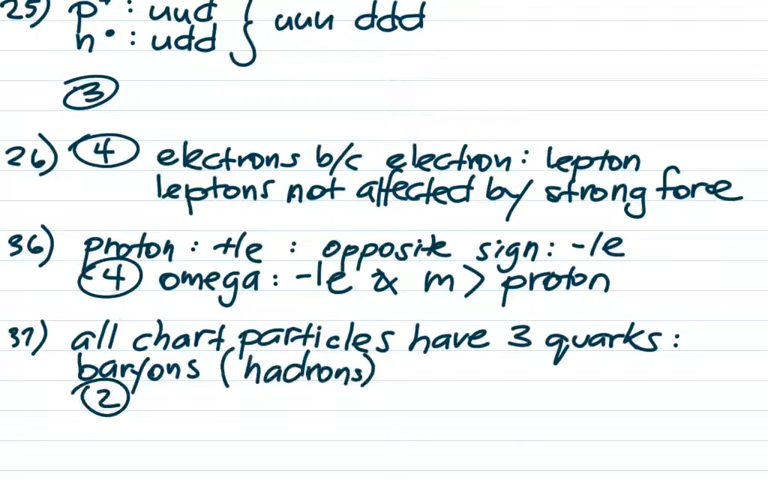 25) p+ : uud } uuu ddd
n° : udd
③
26) ④ electrons b/c electron: lepton
leptons not affected by strong force
36) proton: +1e : opposite sign: -1e
④ omega: -1e & m > proton
37) all chart particles have 3 quarks:
baryons (hadrons)
②